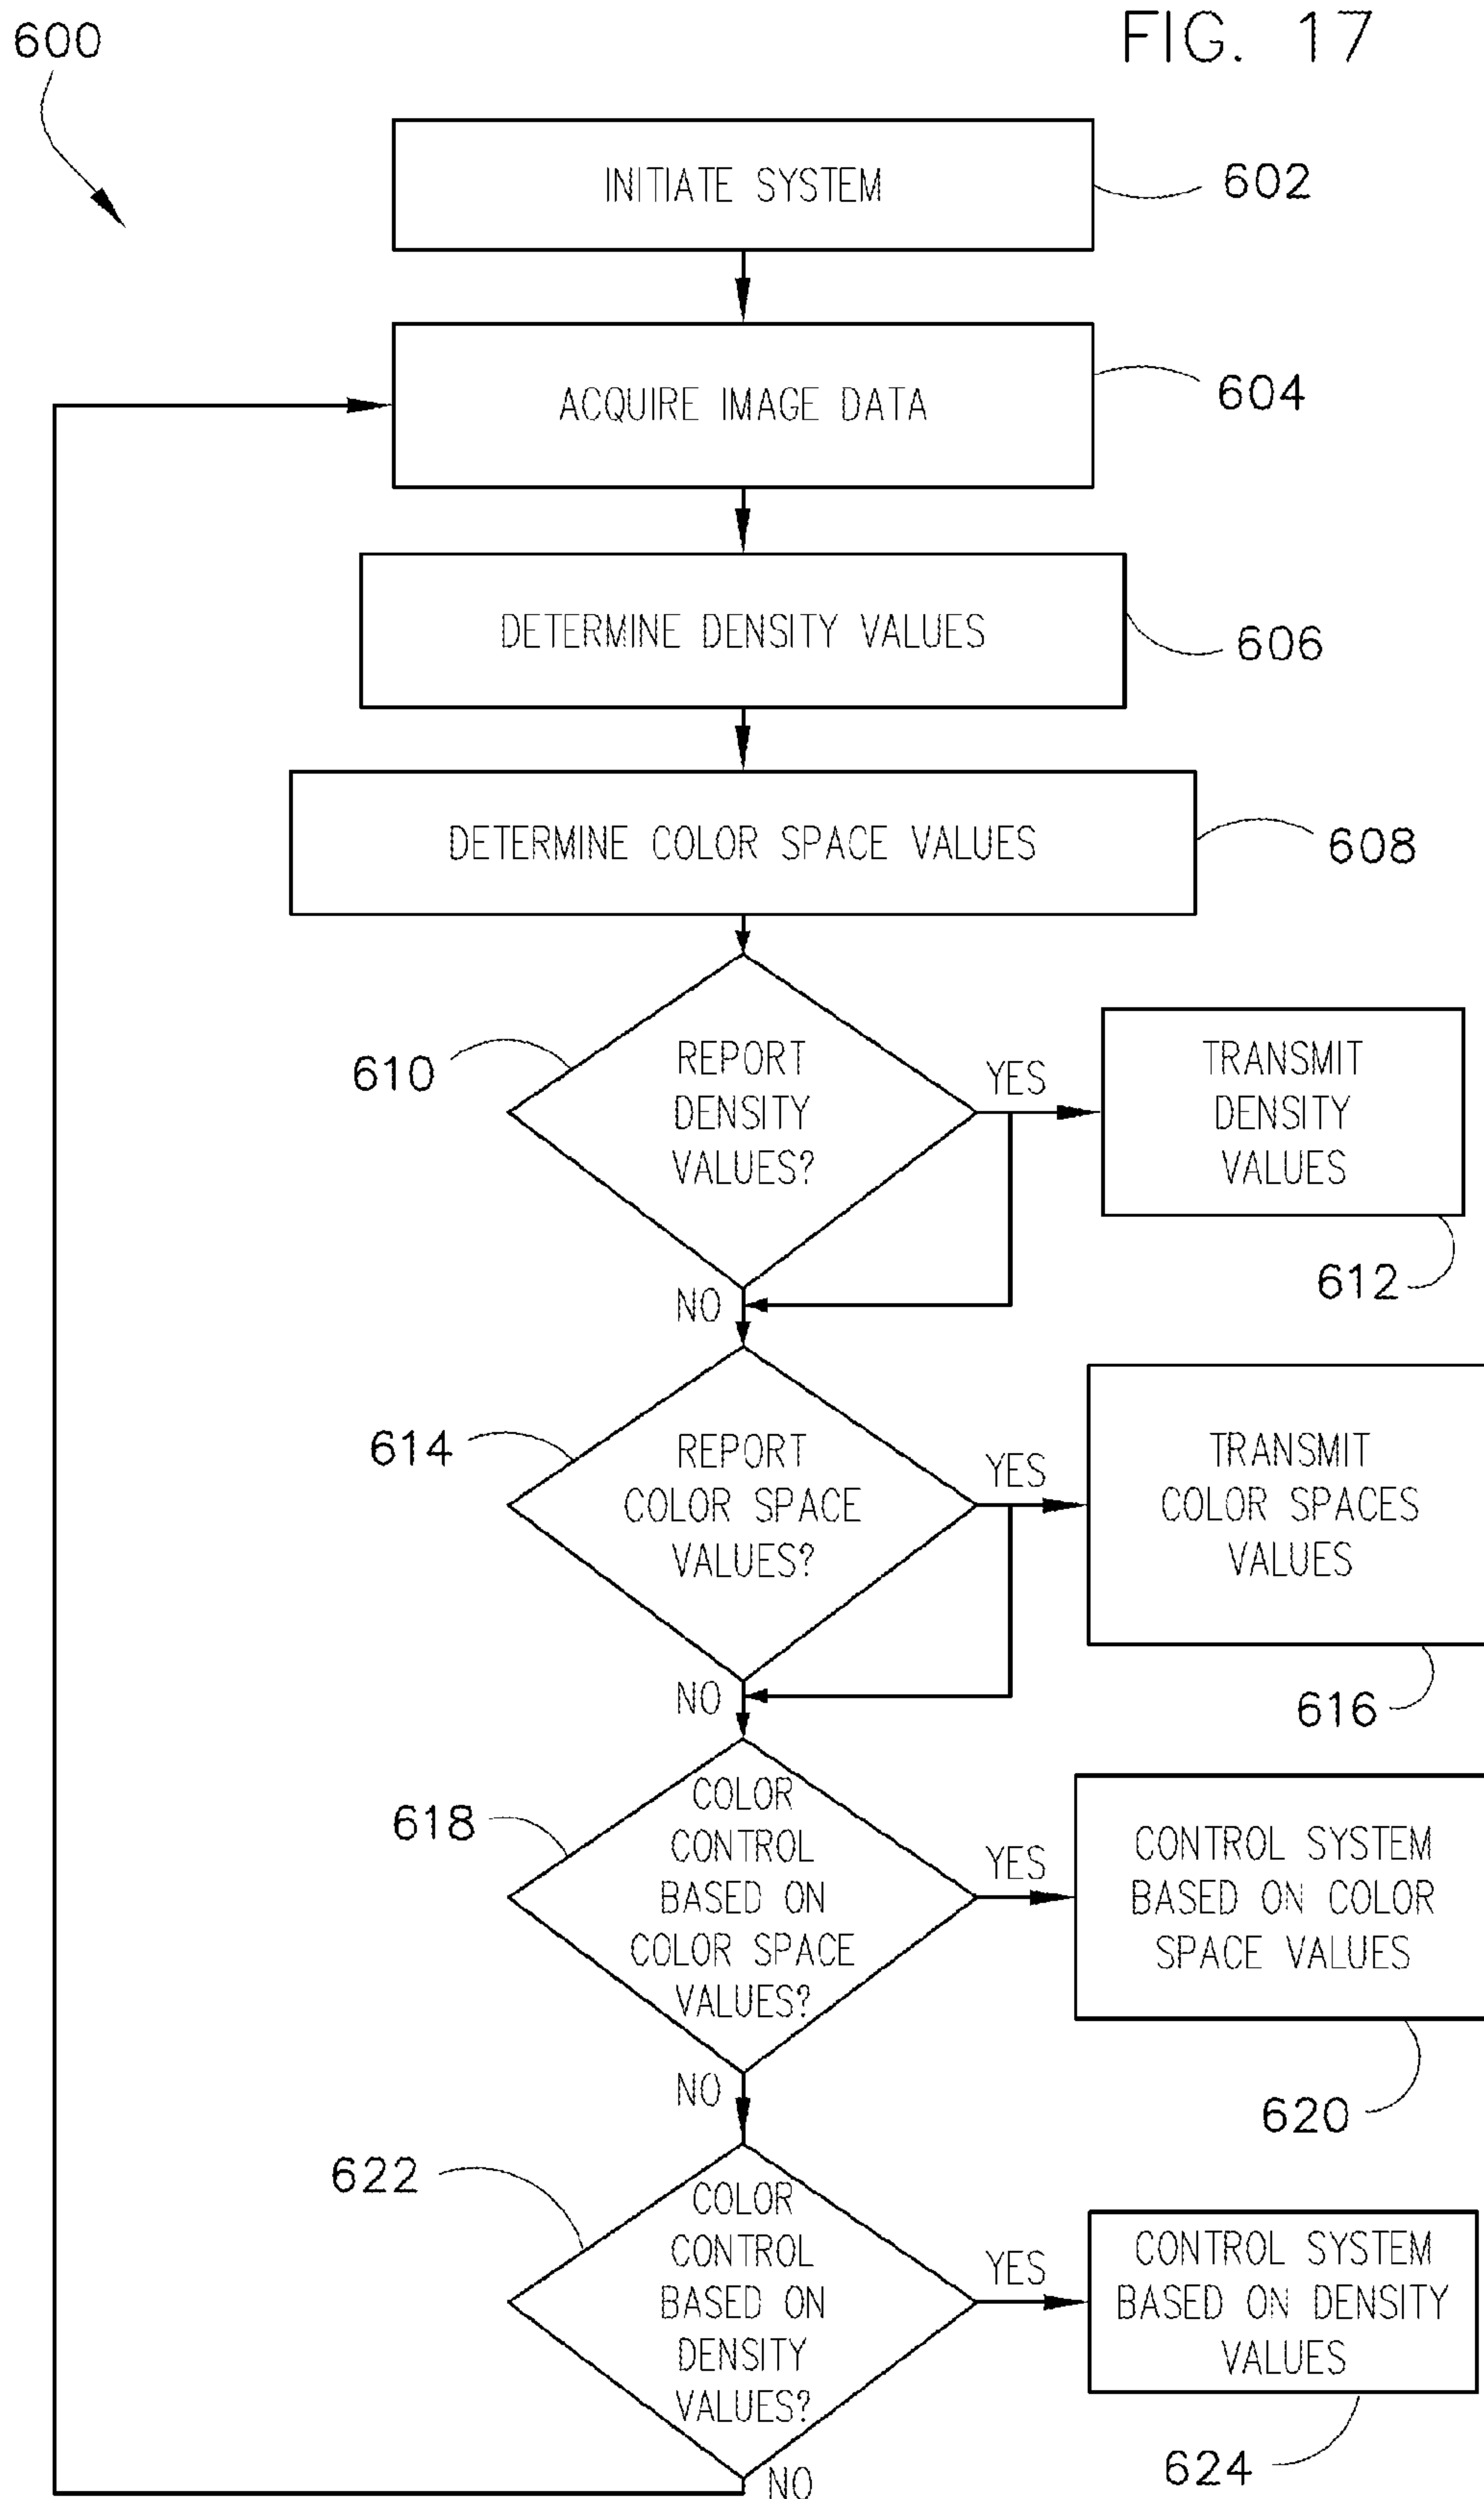 600
FIG. 17
INITIATE SYSTEM
602
ACQUIRE IMAGE DATA
604
DETERMINE DENSITY VALUES
606
DETERMINE COLOR SPACE VALUES
608
610
REPORT
DENSITY
VALUES?
YES
NO
TRANSMIT
DENSITY
VALUES
612
614
REPORT
COLOR SPACE
VALUES?
YES
NO
TRANSMIT
COLOR SPACES
VALUES
616
618
COLOR
CONTROL
BASED ON
COLOR SPACE
VALUES?
YES
NO
CONTROL SYSTEM
BASED ON COLOR
SPACE VALUES
620
622
COLOR
CONTROL
BASED ON
DENSITY
VALUES?
YES
NO
CONTROL SYSTEM
BASED ON DENSITY
VALUES
624